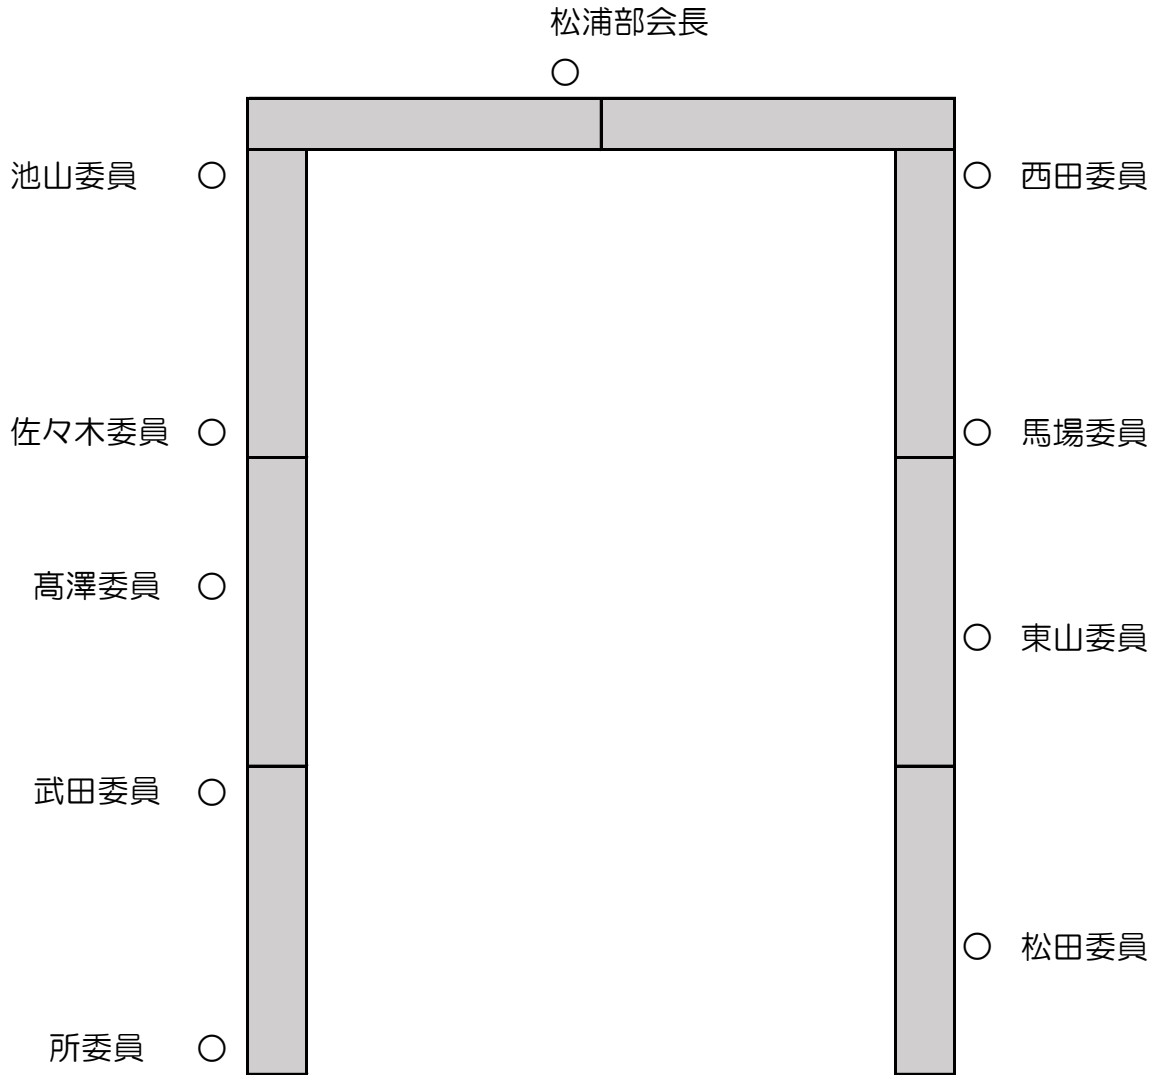 松浦部会長
○
池山委員 ○ ○ 西田委員
佐々木委員 ○ ○ 馬場委員
髙澤委員 ○
○ 東山委員
武田委員 ○
○ 松田委員
所委員 ○